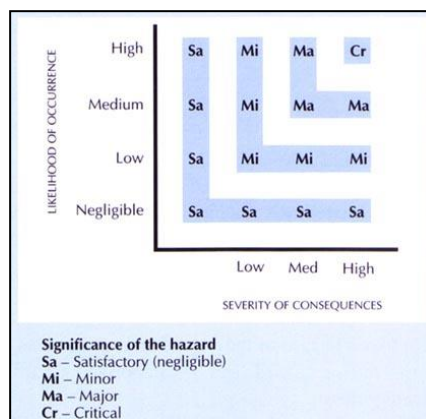 LIKELIHOOD OF OCCURRENCE
High Sa Mi Ma Cr
Medium Sa Mi Ma Ma
Low Sa Mi Mi Mi
Negligible Sa Sa Sa Sa
Low Med High
SEVERITY OF CONSEQUENCES
Significance of the hazard
Sa – Satisfactory (negligible)
Mi – Minor
Ma – Major
Cr – Critical